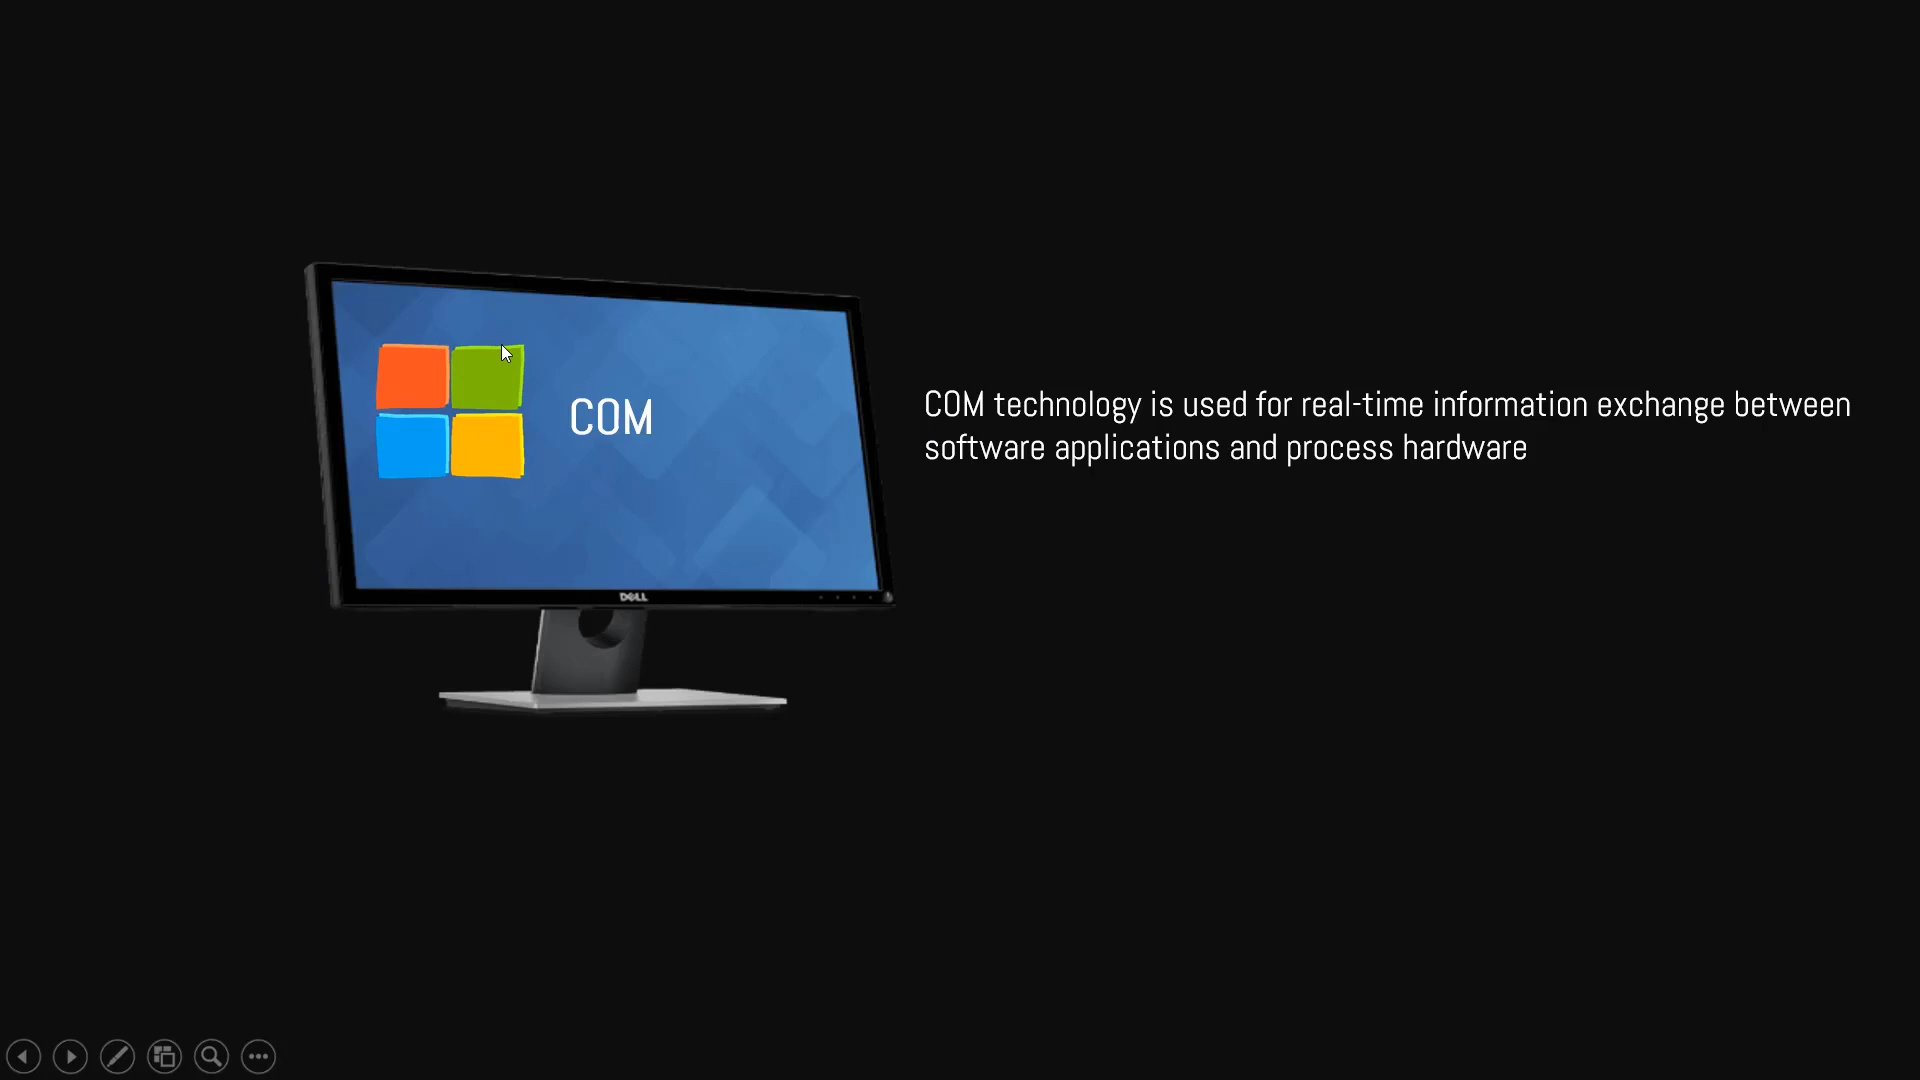 COM
COM technology is used for real-time information exchange between
software applications and process hardware
DELL